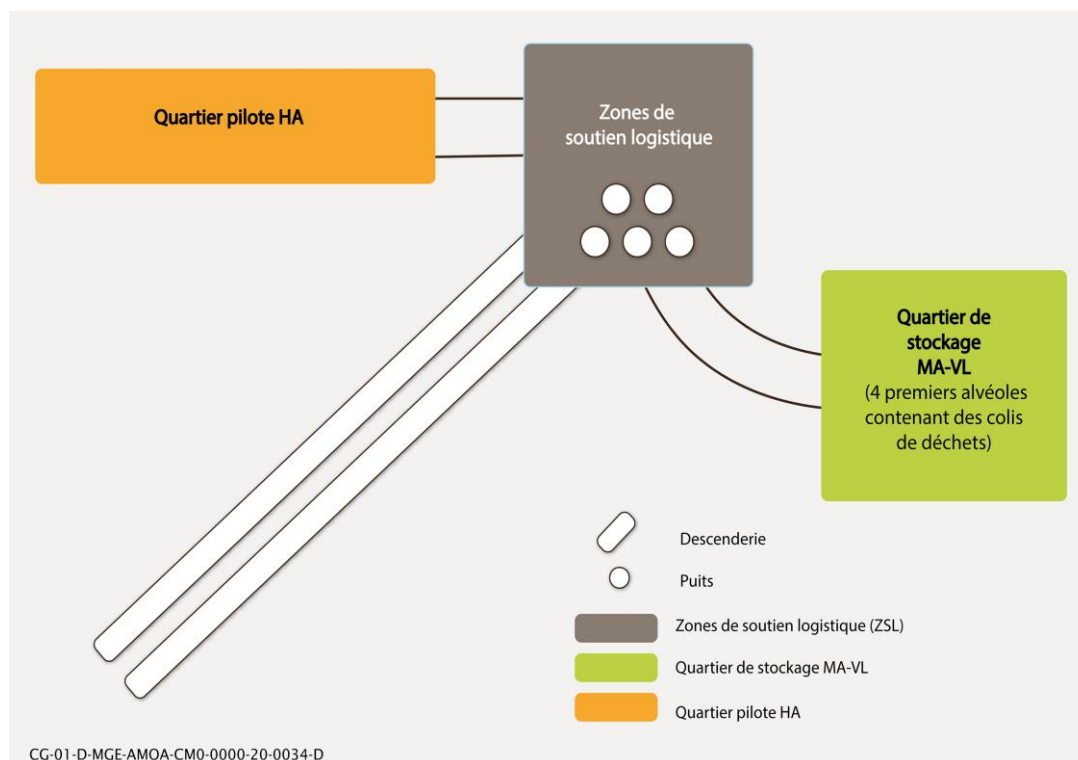 Quartier pilote HA
Zones de
soutien logistique
Quartier de
stockage
MA-VL
(4 premiers alvéoles
contenant des colis
de déchets)
Descenderie
Puits
Zones de soutien logistique (ZSL)
Quartier de stockage MA-VL
Quartier pilote HA
CG-01-D-MGE-AMOA-CM0-0000-20-0034-D